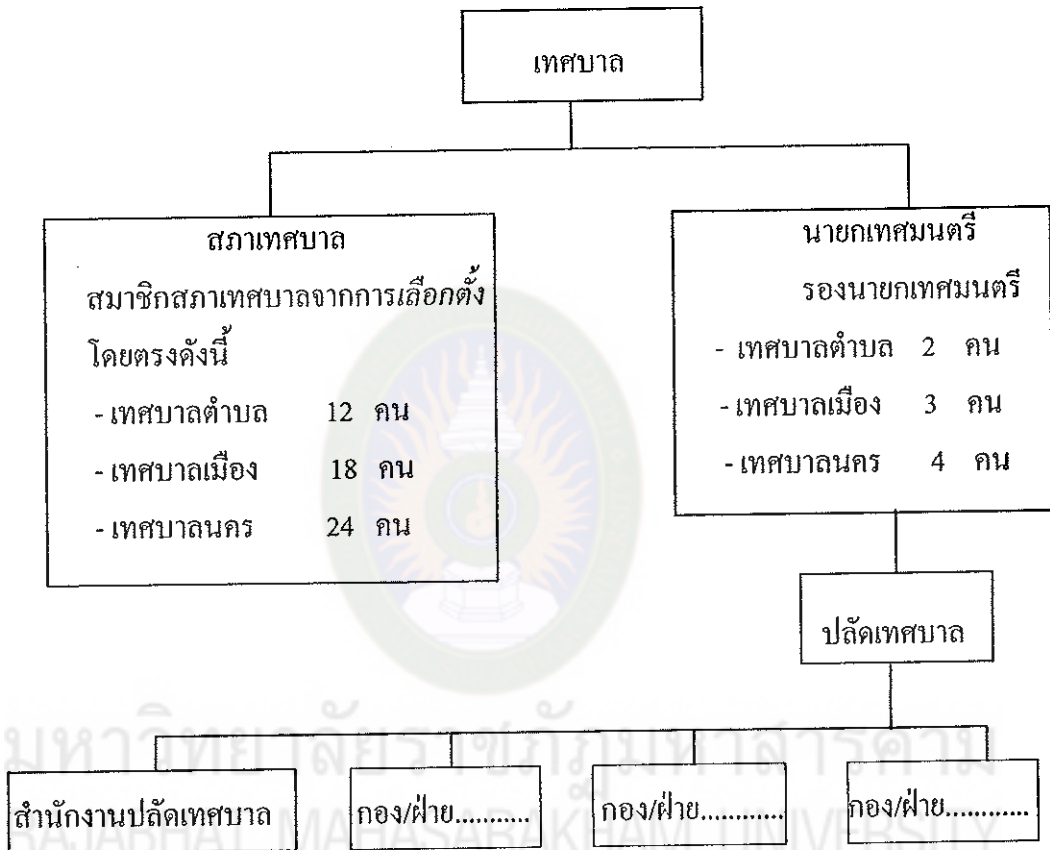 เทศบาล
สภาเทศบาล
สมาชิกสภาเทศบาลจากการเลือกตั้ง
โดยตรงดังนี้
- เทศบาลตำบล 12 คน
- เทศบาลเมือง 18 คน
- เทศบาลนคร 24 คน
นายกเทศมนตรี
รองนายกเทศมนตรี
- เทศบาลตำบล 2 คน
- เทศบาลเมือง 3 คน
- เทศบาลนคร 4 คน
ปลัดเทศบาล
มหาวิทยาลัยราชภัฏมหาสารคาม
RAJABHAT MAHASARAKHAM UNIVERSITY
สำนักงานปลัดเทศบาล
กอง/ฝ่าย...........
กอง/ฝ่าย............
กอง/ฝ่าย............